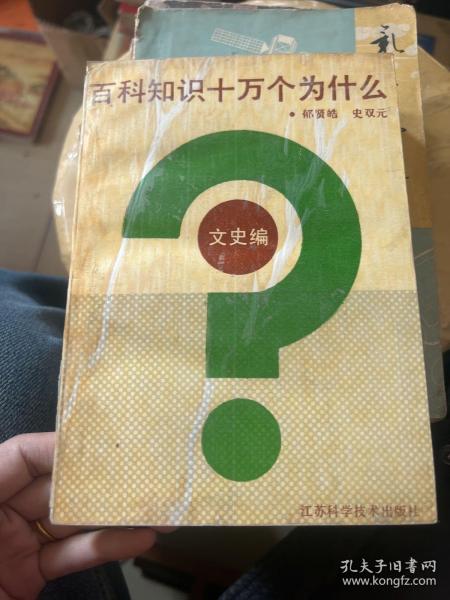 百科知识十万个为什么
•郁贤皓 史双元
文史编
江苏科学技术出版社
孔夫子旧书网
www.kongfz.com